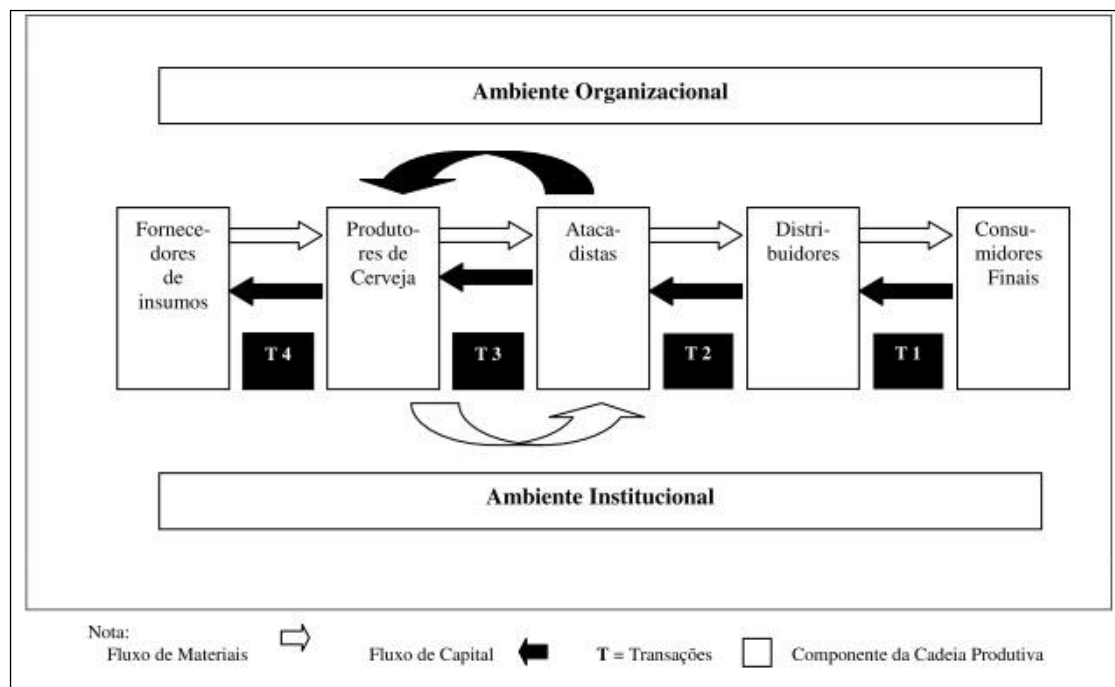 Ambiente Organizacional
Fornece-
dores
de
insumos
Produto-
res de
Cerveja
Ataca-
distas
Distri-
buidores
Consu-
midores
Finais
T 4
T 3
T 2
T 1
Ambiente Institucional
Nota:
Fluxo de Materiais Fluxo de Capital T = Transações Componente da Cadeia Produtiva